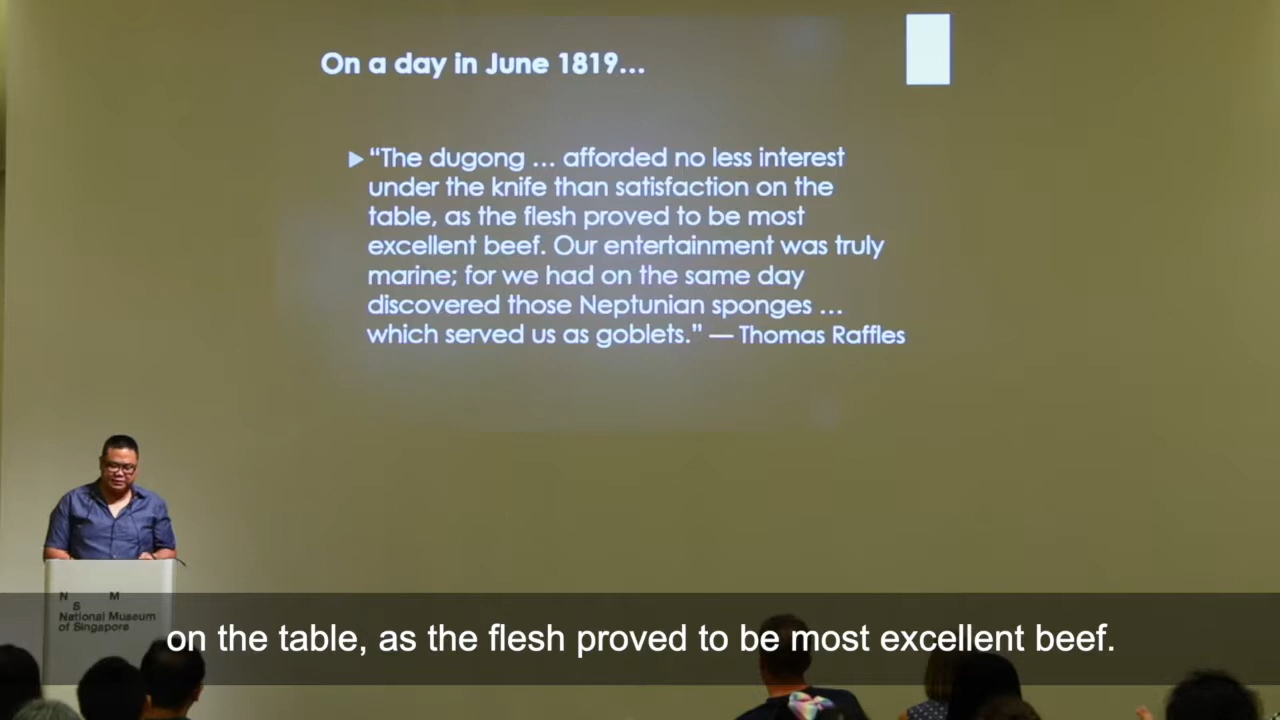 On a day in June 1819...
“The dugong ... afforded no less interest
under the knife than satisfaction on the
table, as the flesh proved to be most
excellent beef. Our entertainment was truly
marine; for we had on the same day
discovered those Neptunian sponges ...
which served us as goblets.” — Thomas Raffles
N M
S
National Museum
of Singapore
on the table, as the flesh proved to be most excellent beef.